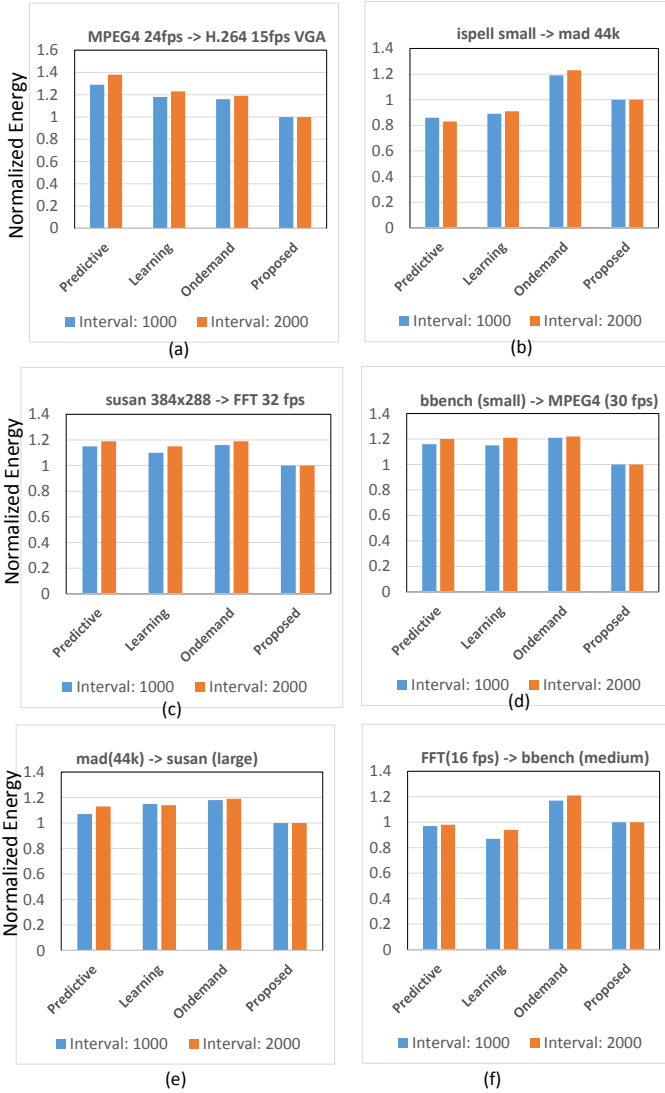 MPEG4 24fps -> H.264 15fps VGA
Normalized Energy
1.6
1.4
1.2
1
0.8
0.6
0.4
0.2
0
Predictive
Learning
Ondemand
Proposed
Interval: 1000 Interval: 2000
(a)
ispell small -> mad 44k
1.4
1.2
1
0.8
0.6
0.4
0.2
0
Predictive
Learning
Ondemand
Proposed
Interval: 1000 Interval: 2000
(b)
susan 384x288 -> FFT 32 fps
Normalized Energy
1.4
1.2
1
0.8
0.6
0.4
0.2
0
Predictive
Learning
Ondemand
Proposed
Interval: 1000 Interval: 2000
(c)
bbench (small) -> MPEG4 (30 fps)
1.4
1.2
1
0.8
0.6
0.4
0.2
0
Predictive
Learning
Ondemand
Proposed
Interval: 1000 Interval: 2000
(d)
mad(44k) -> susan (large)
Normalized Energy
1.4
1.2
1
0.8
0.6
0.4
0.2
0
Predictive
Learning
Ondemand
Proposed
Interval: 1000 Interval: 2000
(e)
FFT(16 fps) -> bbench (medium)
1.4
1.2
1
0.8
0.6
0.4
0.2
0
Predictive
Learning
Ondemand
Proposed
Interval: 1000 Interval: 2000
(f)